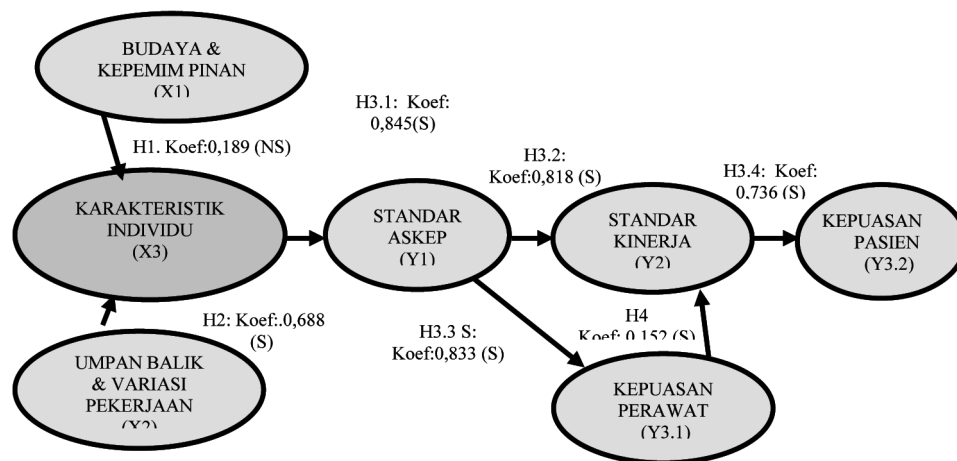 BUDAYA &
KEPEMIM PINAN
(X1)
H1. Koef:0,189 (NS)
H3.1: Koef:
0,845(S)
H3.2:
Koef:0,818 (S)
H3.4: Koef:
0.736 (S)
KARAKTERISTIK
INDIVIDU
(X3)
STANDAR
ASKEP
(Y1)
STANDAR
KINERJA
(Y2)
KEPUASAN
PASIEN
(Y3.2)
H2: Koef:.0,688
(S)
H3.3 S:
Koef:0,833 (S)
H4
Koef: 0,152 (S)
UMPAN BALIK
& VARIASI
PEKERJAAN
(X2)
KEPUASAN
PERAWAT
(Y3.1)